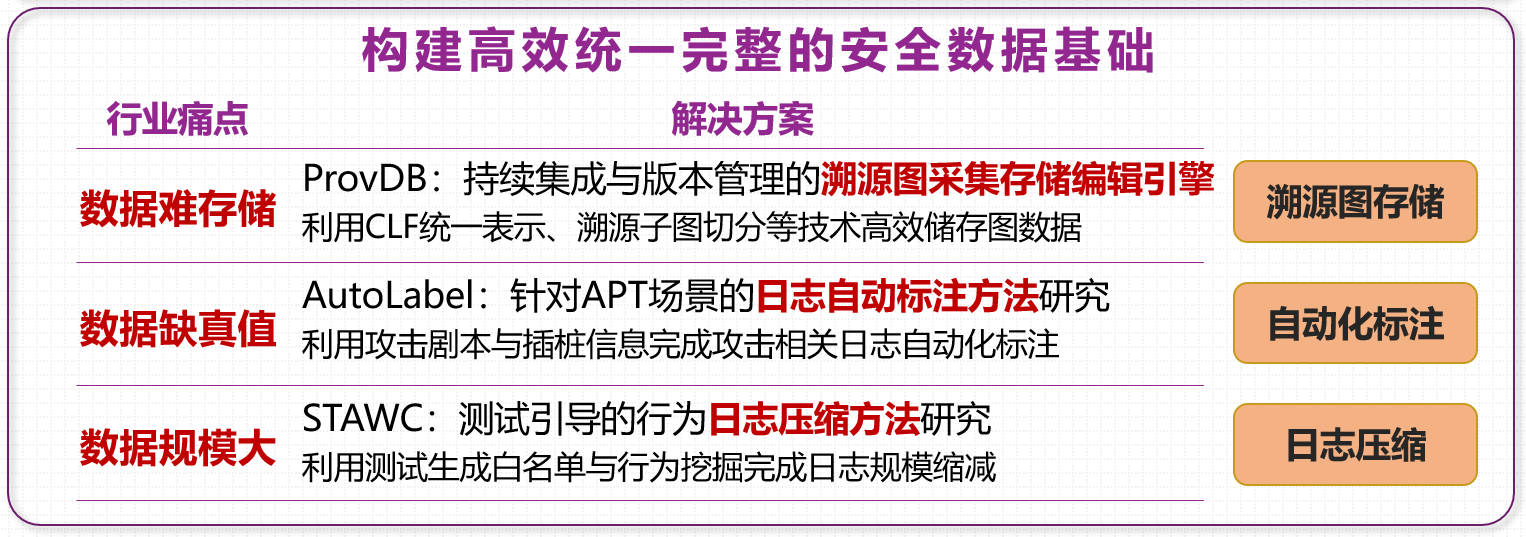 构建高效统一完整的安全数据基础
行业痛点
解决方案
数据难存储
ProvDB：持续集成与版本管理的溯源图采集存储编辑引擎
利用CLF统一表示、溯源子图切分等技术高效储存图数据
溯源图存储
数据缺真值
AutoLabel：针对APT场景的日志自动标注方法研究
利用攻击剧本与插桩信息完成攻击相关日志自动化标注
自动化标注
数据规模大
STAWC：测试引导的行为日志压缩方法研究
利用测试生成白名单与行为挖掘完成日志规模缩减
日志压缩